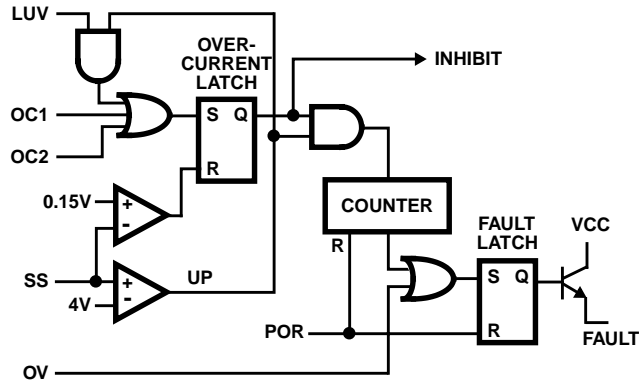 LUV
OVER-
CURRENT
LATCH
INHIBIT
OC1
S Q
OC2
R
0.15V
+
-
COUNTER
FAULT
LATCH
VCC
R
SS
UP
+
-
4V
S Q
POR
R
FAULT
OV